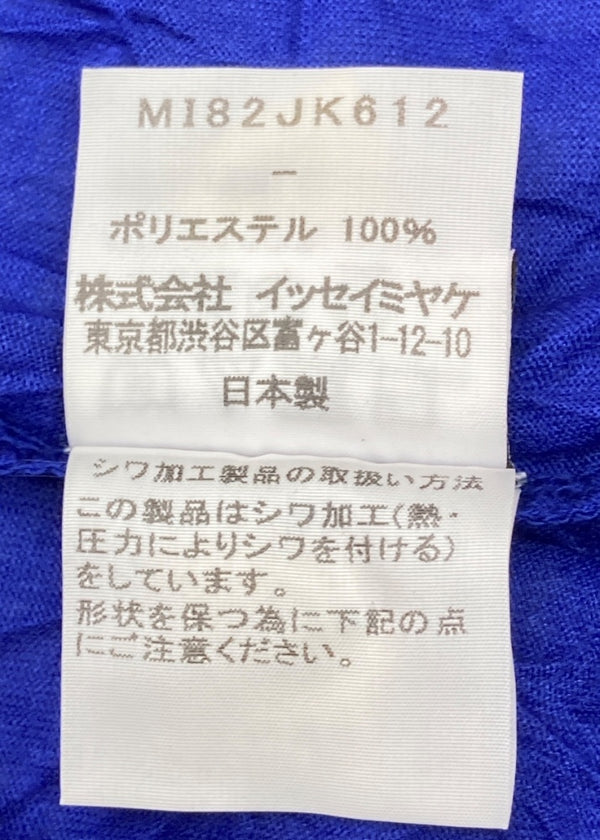 MI82JK612
—
ポリエステル 100%
株式会社 イッセイミヤケ
東京都渋谷区富ヶ谷1-12-10
日本製
シワ加工製品の取扱い方法
この製品はシワ加工(熱・
圧力によりシワを付ける)
をしています。
形状を保つ為に下記の点
にご注意ください。